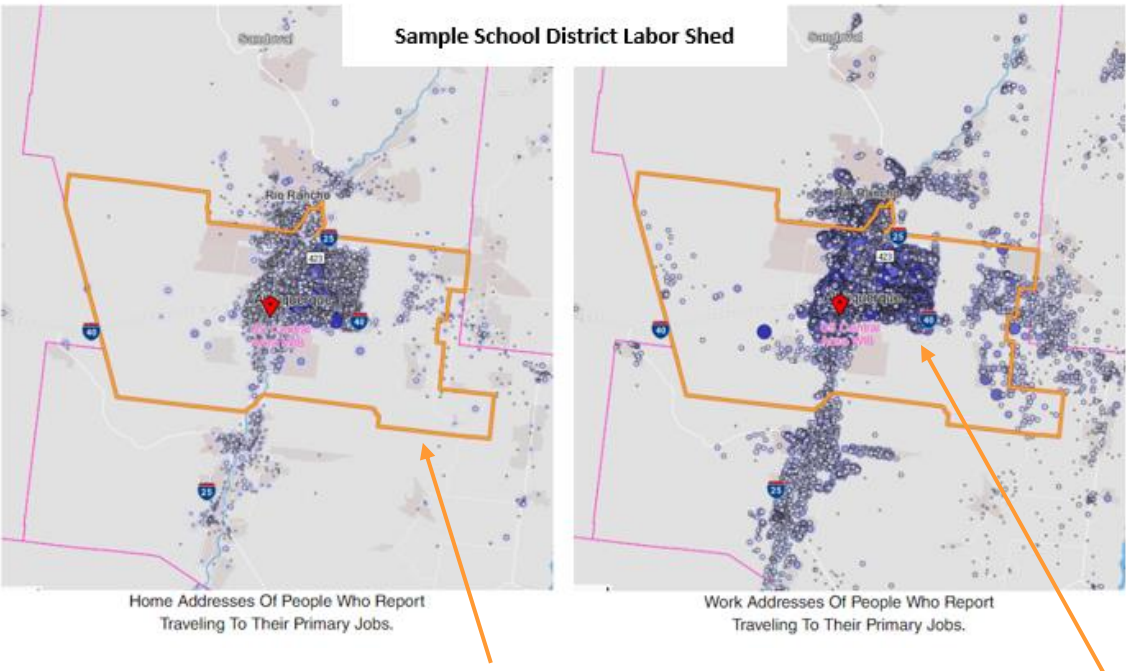 Sample School District Labor Shed
Sandoval
Sandoval
Rio Rancho
Rio Rancho
25
25
423
423
40
40
40
40
25
25
Home Addresses Of People Who Report
Traveling To Their Primary Jobs.
Work Addresses Of People Who Report
Traveling To Their Primary Jobs.